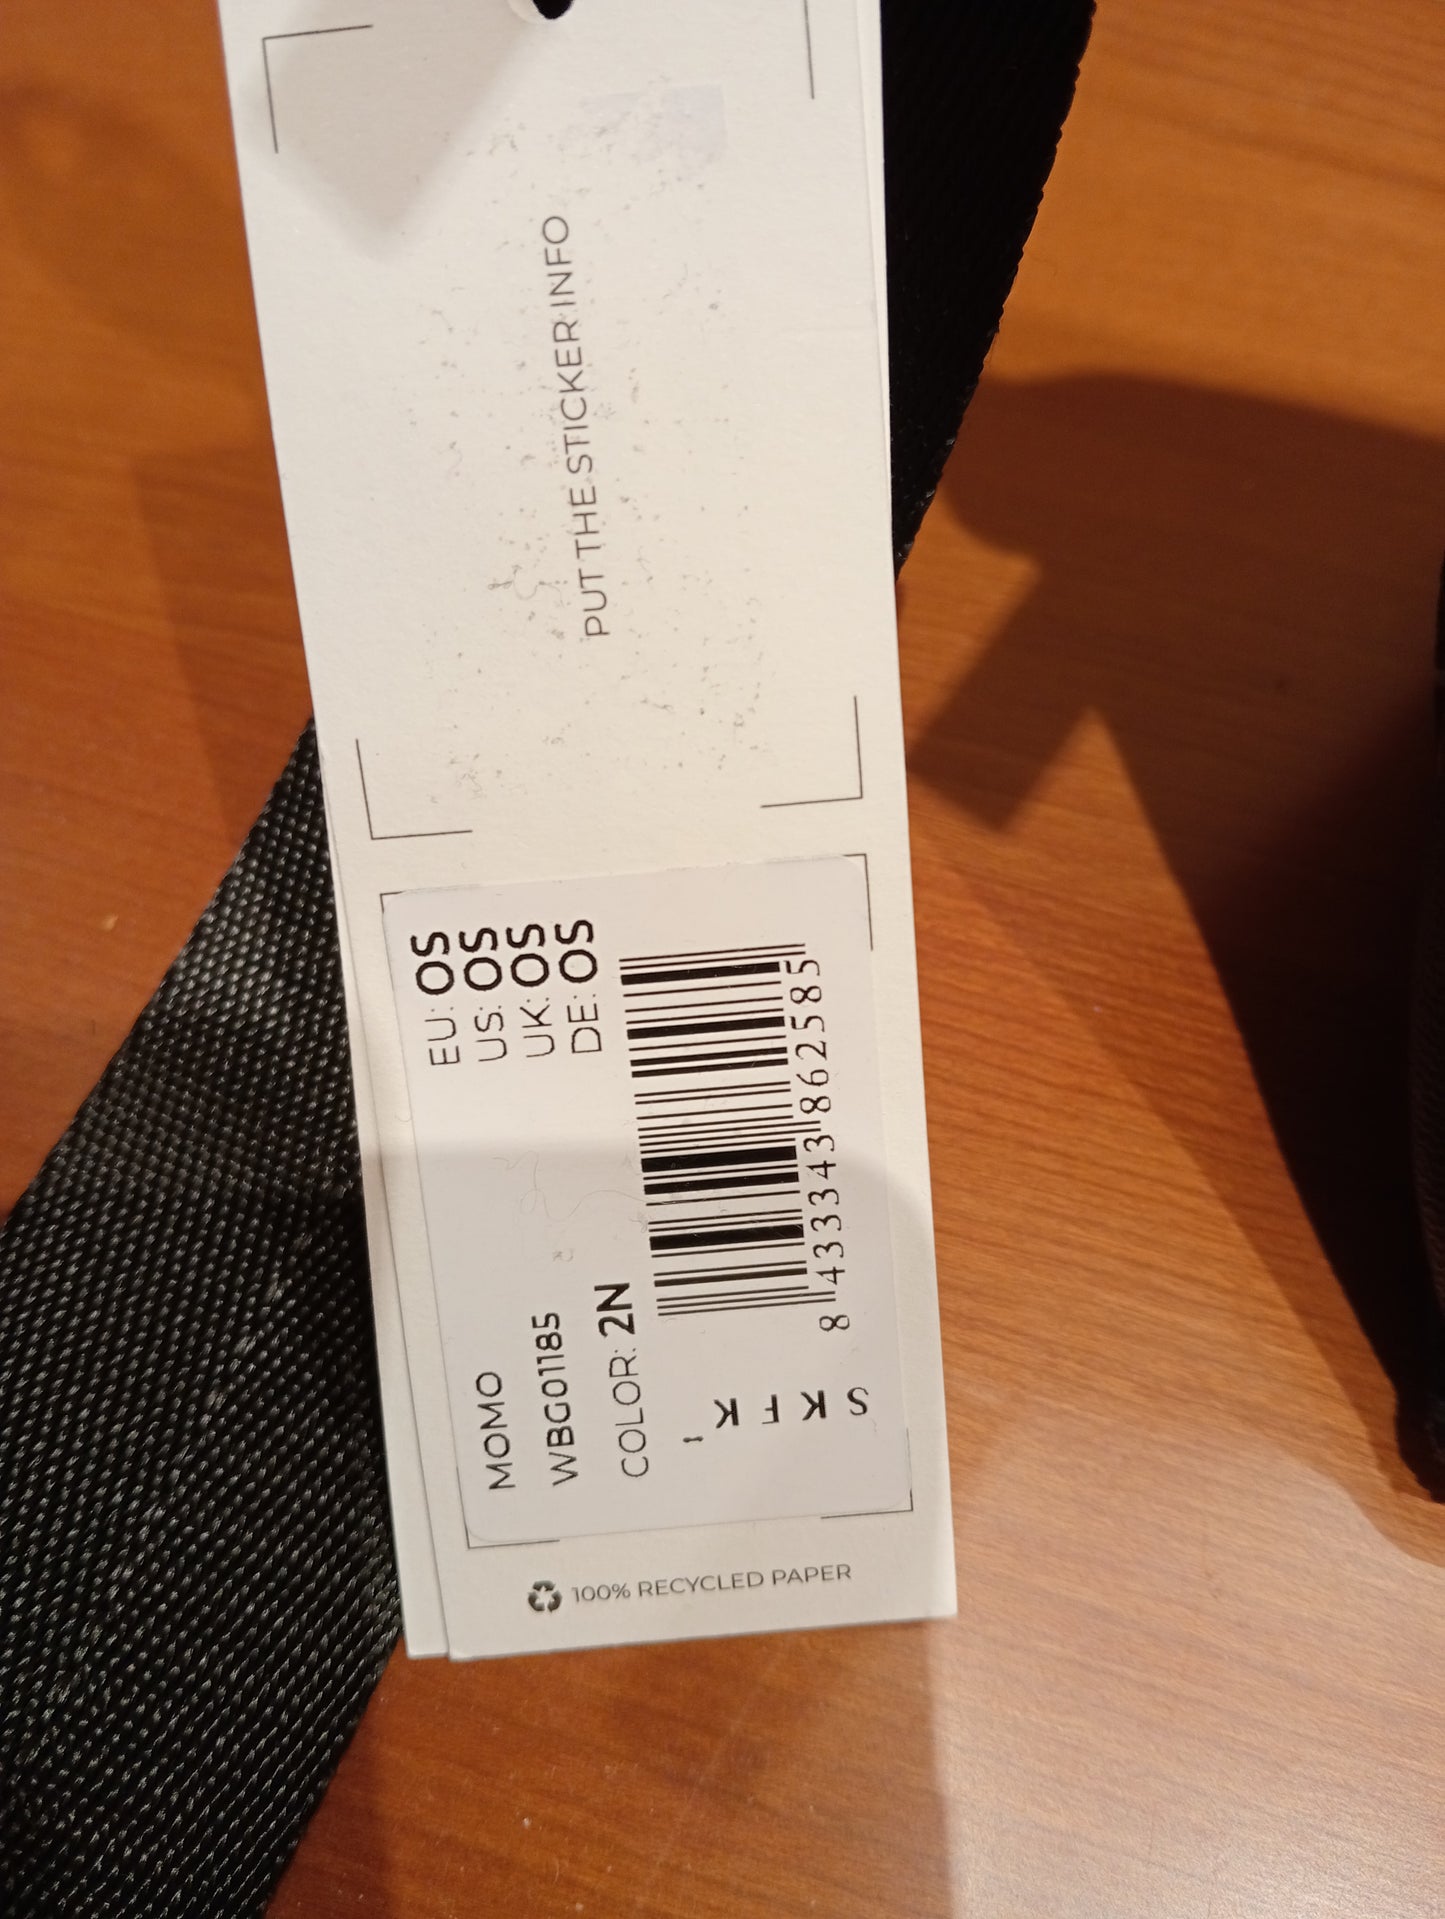 PUT THE STICKER INFO
MOMO
WBG01185
COLOR: 2N
EU: OS
US: OS
UK: OS
DE: OS
8 433343 862585
S K F K
100% RECYCLED PAPER